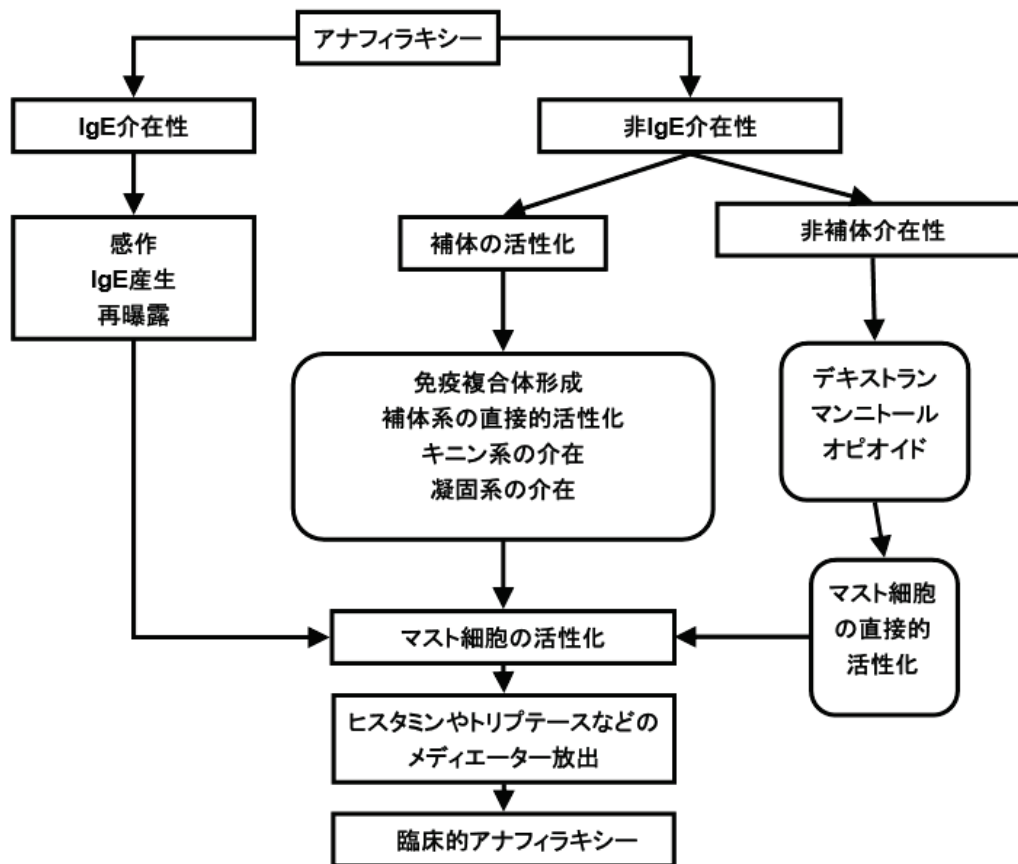 アナフィラキシー
IgE介在性
非IgE介在性
感作
IgE産生
再曝露
補体の活性化
非補体介在性
免疫複合体形成
補体系の直接的活性化
キニン系の介在
凝固系の介在
デキストラン
マンニトール
オピオイド
マスト細胞
の直接的
活性化
マスト細胞の活性化
ヒスタミンやトリプテースなどの
メディエーター放出
臨床的アナフィラキシー